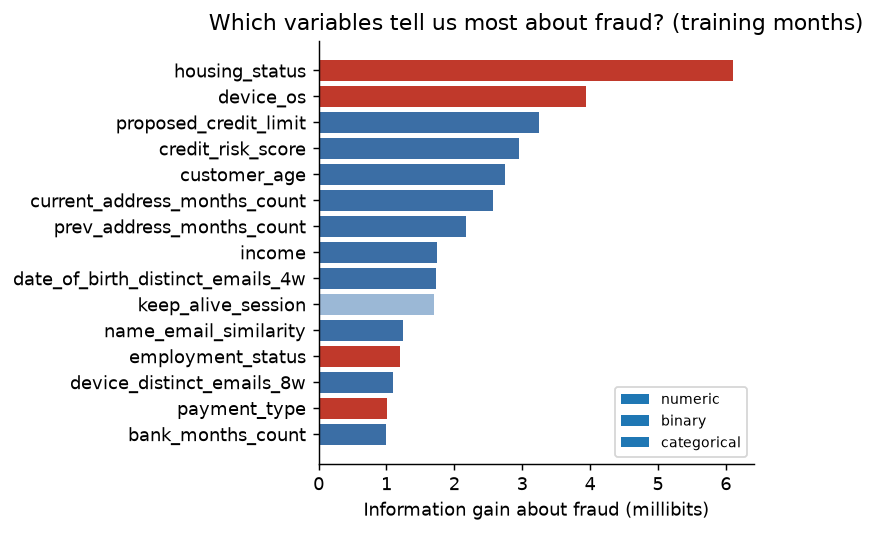 Which variables tell us most about fraud? (training months)
housing_status
device_os
proposed_credit_limit
credit_risk_score
customer_age
current_address_months_count
prev_address_months_count
income
date_of_birth_distinct_emails_4w
keep_alive_session
name_email_similarity
employment_status
device_distinct_emails_8w
payment_type
bank_months_count
numeric
binary
categorical
0 1 2 3 4 5 6
Information gain about fraud (millibits)